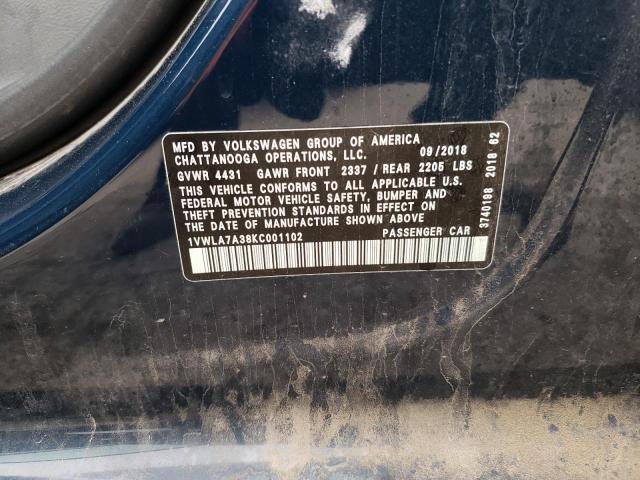 MFD BY VOLKSWAGEN GROUP OF AMERICA
CHATTANOOGA OPERATIONS, LLC. 09/2018
GVWR 4431 GAWR FRONT 2337 / REAR 2205 LBS
THIS VEHICLE CONFORMS TO ALL APPLICABLE U.S.
FEDERAL MOTOR VEHICLE SAFETY, BUMPER AND
THEFT PREVENTION STANDARDS IN EFFECT ON
THE DATE OF MANUFACTURE SHOWN ABOVE.
1VWLA7A38KC001102 PASSENGER CAR
3740198 2018 62